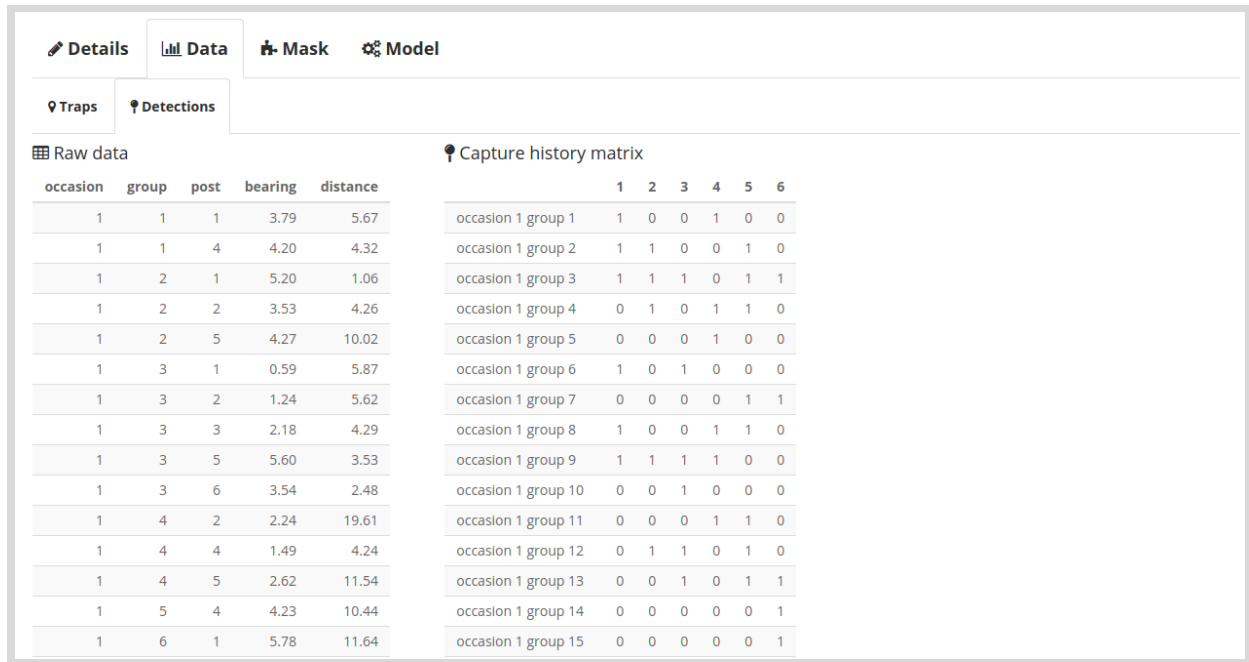 Details Data Mask Model
Traps Detections
Raw data
occasion group post bearing distance
1 1 1 3.79 5.67
1 1 4 4.20 4.32
1 2 1 5.20 1.06
1 2 2 3.53 4.26
1 2 5 4.27 10.02
1 3 1 0.59 5.87
1 3 2 1.24 5.62
1 3 3 2.18 4.29
1 3 5 5.60 3.53
1 3 6 3.54 2.48
1 4 2 2.24 19.61
1 4 4 1.49 4.24
1 4 5 2.62 11.54
1 5 4 4.23 10.44
1 6 1 5.78 11.64
Capture history matrix
1 2 3 4 5 6
occasion 1 group 1 1 0 0 1 0 0
occasion 1 group 2 1 1 0 0 1 0
occasion 1 group 3 1 1 1 0 1 1
occasion 1 group 4 0 1 0 1 1 0
occasion 1 group 5 0 0 0 1 0 0
occasion 1 group 6 1 0 1 0 0 0
occasion 1 group 7 0 0 0 0 1 1
occasion 1 group 8 1 0 0 1 1 0
occasion 1 group 9 1 1 1 1 0 0
occasion 1 group 10 0 0 1 0 0 0
occasion 1 group 11 0 0 0 1 1 0
occasion 1 group 12 0 1 1 0 1 0
occasion 1 group 13 0 0 1 0 1 1
occasion 1 group 14 0 0 0 0 0 1
occasion 1 group 15 0 0 0 0 0 1